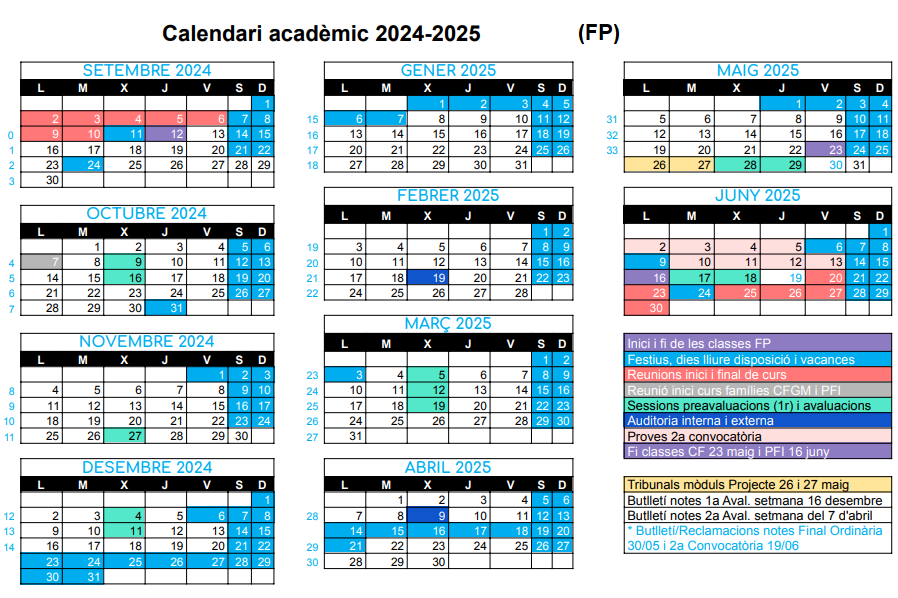 Calendari acadèmic 2024-2025 (FP)
SETEMBRE 2024
L M X J V S D
1
2 3 4 5 6 7 8
0 9 10 11 12 13 14 15
1 16 17 18 19 20 21 22
2 23 24 25 26 27 28 29
3 30
OCTUBRE 2024
L M X J V S D
1 2 3 4 5 6
4 7 8 9 10 11 12 13
5 14 15 16 17 18 19 20
6 21 22 23 24 25 26 27
7 28 29 30 31
NOVEMBRE 2024
L M X J V S D
1 2 3
8 4 5 6 7 8 9 10
9 11 12 13 14 15 16 17
10 18 19 20 21 22 23 24
11 25 26 27 28 29 30
DESEMBRE 2024
L M X J V S D
1
12 2 3 4 5 6 7 8
13 9 10 11 12 13 14 15
14 16 17 18 19 20 21 22
23 24 25 26 27 28 29
30 31
GENER 2025
L M X J V S D
1 2 3 4 5
15 6 7 8 9 10 11 12
16 13 14 15 16 17 18 19
17 20 21 22 23 24 25 26
18 27 28 29 30 31
FEBRER 2025
L M X J V S D
1 2
19 3 4 5 6 7 8 9
20 10 11 12 13 14 15 16
21 17 18 19 20 21 22 23
22 24 25 26 27 28
MARÇ 2025
L M X J V S D
1 2
23 3 4 5 6 7 8 9
24 10 11 12 13 14 15 16
25 17 18 19 20 21 22 23
26 24 25 26 27 28 29 30
27 31
ABRIL 2025
L M X J V S D
1 2 3 4 5 6
28 7 8 9 10 11 12 13
14 15 16 17 18 19 20
29 21 22 23 24 25 26 27
30 28 29 30
MAIG 2025
L M X J V S D
1 2 3 4
31 5 6 7 8 9 10 11
32 12 13 14 15 16 17 18
33 19 20 21 22 23 24 25
26 27 28 29 30 31
JUNY 2025
L M X J V S D
1
2 3 4 5 6 7 8
9 10 11 12 13 14 15
16 17 18 19 20 21 22
23 24 25 26 27 28 29
30
Inici i fi de les classes FP
Festius, dies lliure disposició i vacances
Reunions inici i final de curs
Reunió inici curs famílies CFGM i PFI
Sessions preavaluacions (1r) i avaluacions
Auditoria interna i externa
Proves 2a convocatòria
Fi classes CF 23 maig i PFI 16 juny
Tribunals mòduls Projecte 26 i 27 maig
Butlletí notes 1a Aval. setmana 16 desembre
Butlletí notes 2a Aval. setmana del 7 d'abril
* Butlletí/Reclamacions notes Final Ordinària
30/05 i 2a Convocatòria 19/06